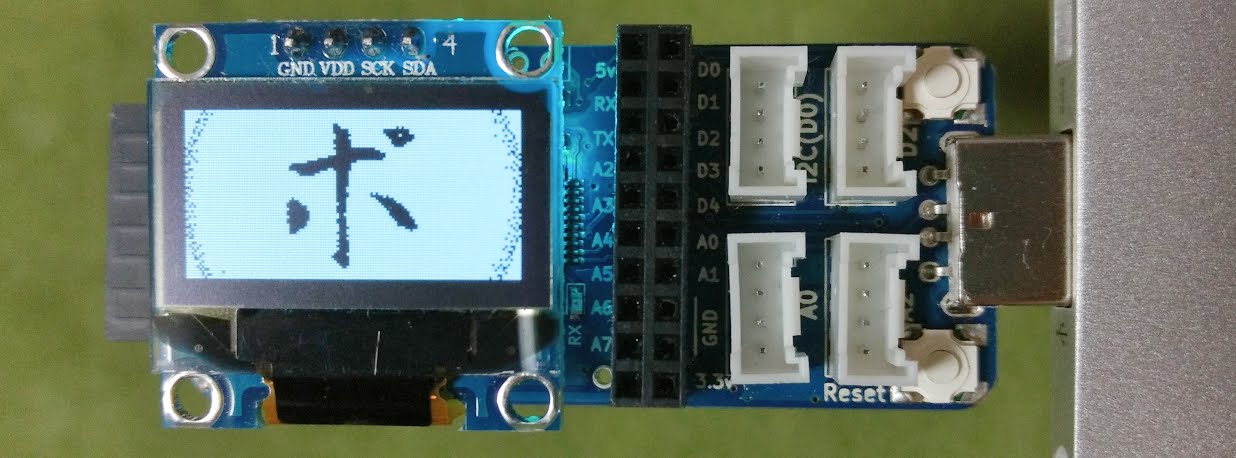 1 4
GND VDD SCK SDA
ポ
5v
RX
TX
A2
A3
A4
A5
A6
A7
RX
D0
D1
D2
D3
D4
A0
A1
GND
3.3v
I2C(D0)
D2
A0
Reset